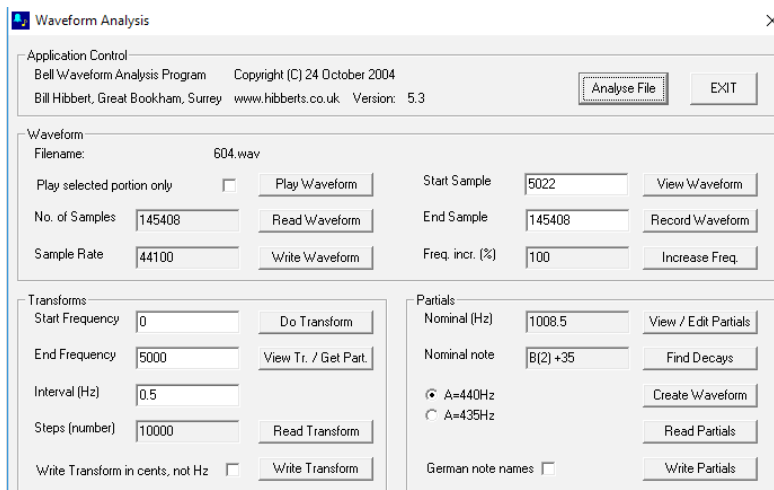 Waveform Analysis
Application Control
Bell Waveform Analysis Program Copyright (C) 24 October 2004
Bill Hibbert, Great Bookham, Surrey www.hibberts.co.uk Version: 5.3
Analyse File EXIT
Waveform
Filename: 604.wav
Play selected portion only Play Waveform Start Sample 5022 View Waveform
No. of Samples 145408 Read Waveform End Sample 145408 Record Waveform
Sample Rate 44100 Write Waveform Freq. incr. (%) 100 Increase Freq.
Transforms
Start Frequency 0 Do Transform
End Frequency 5000 View Tr. / Get Part.
Interval (Hz) 0.5
Steps (number) 10000 Read Transform
Write Transform in cents, not Hz Write Transform
Partials
Nominal (Hz) 1008.5 View / Edit Partials
Nominal note B(2) +35 Find Decays
A=440Hz Create Waveform
A=435Hz
Read Partials
German note names Write Partials